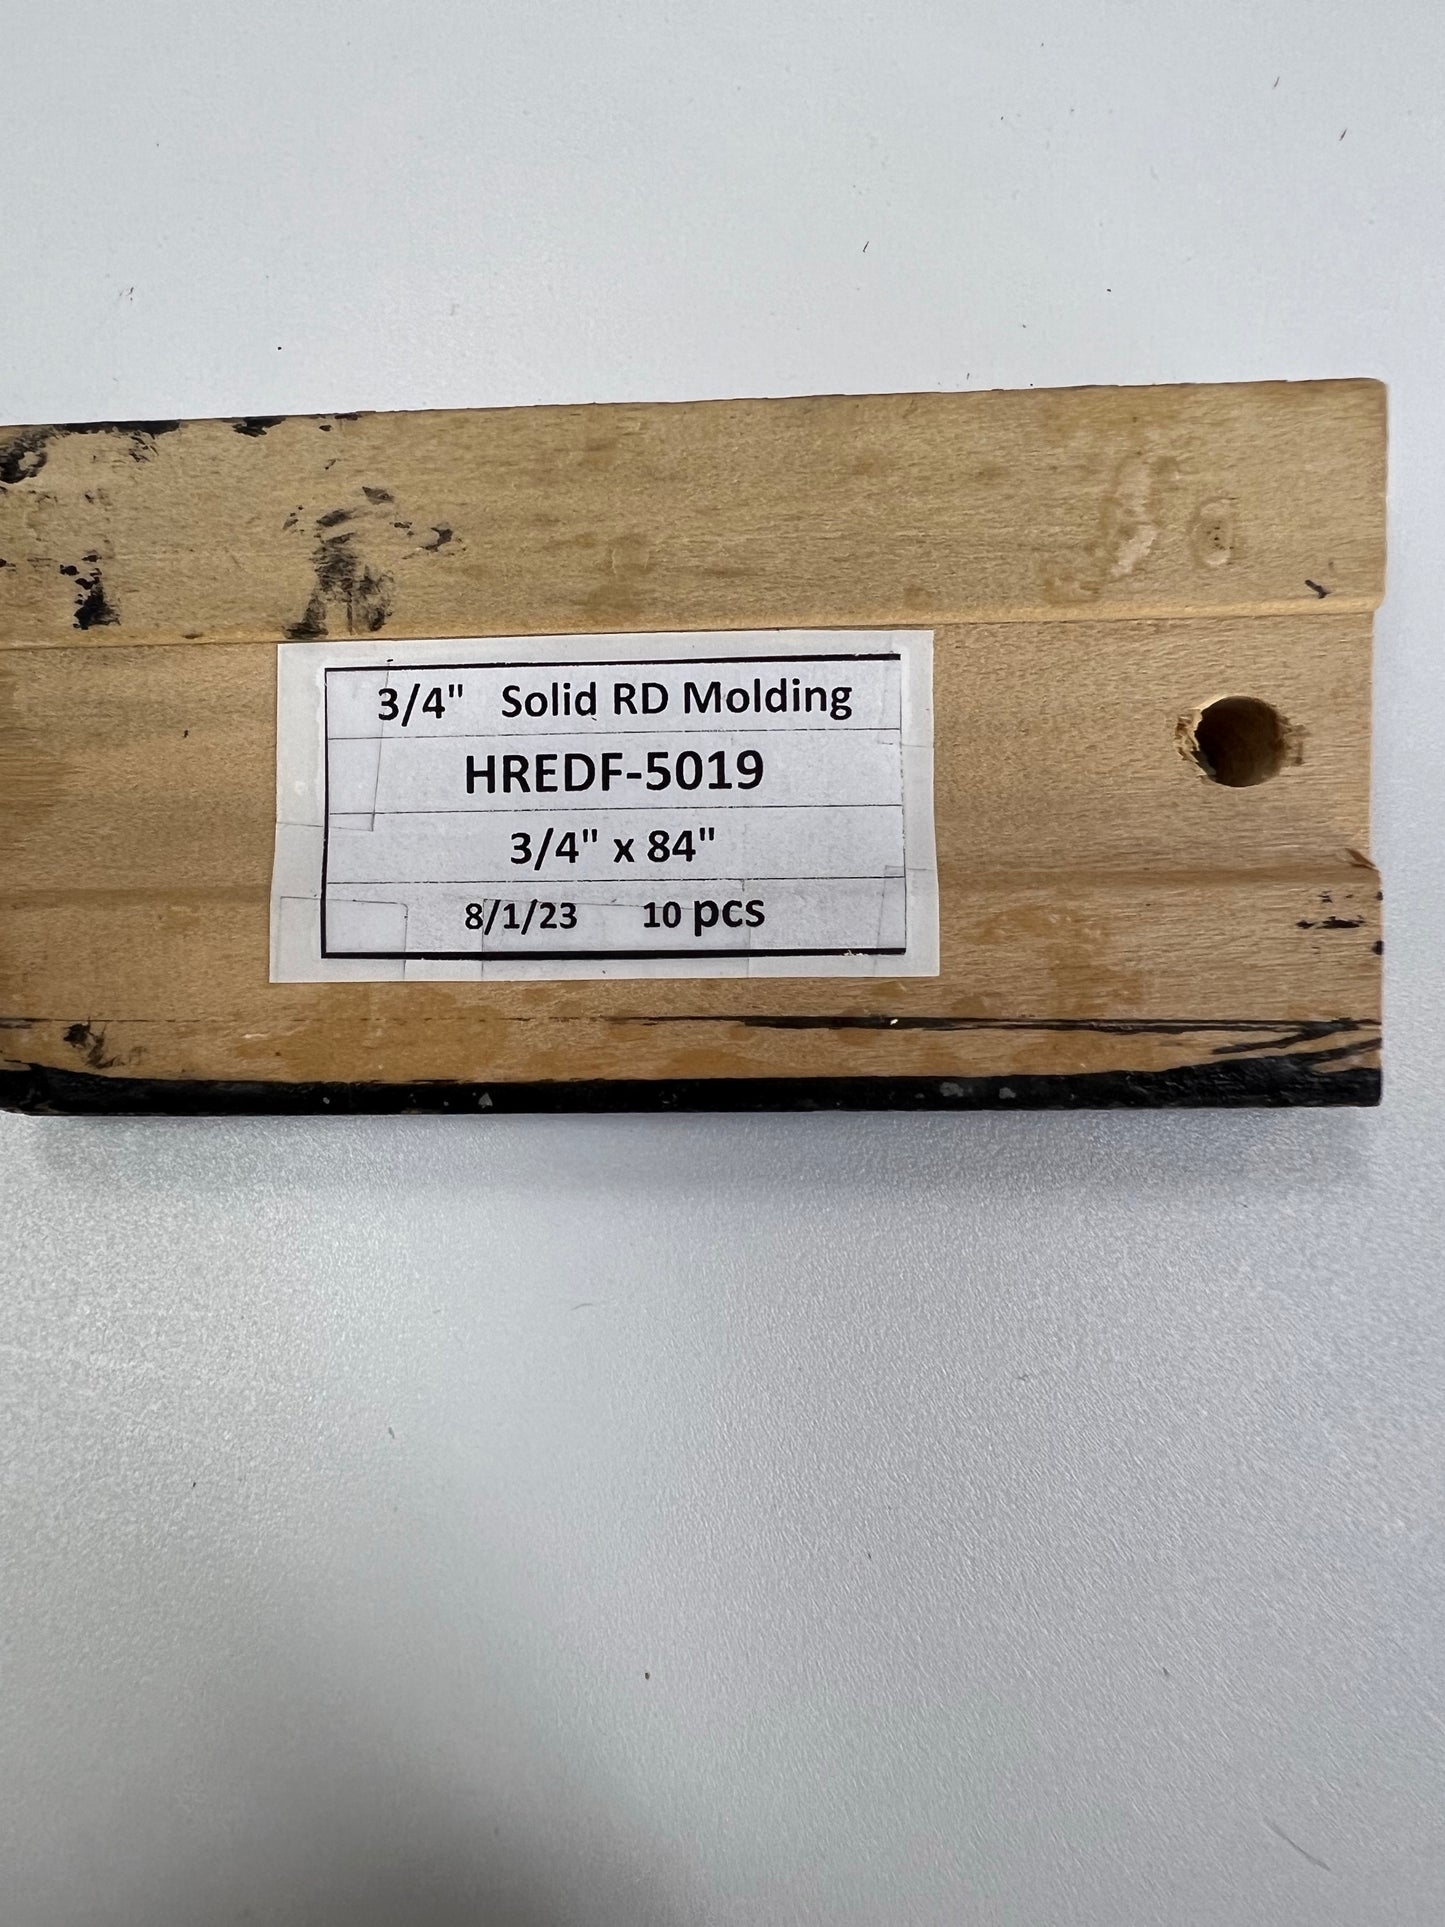 3/4" Solid RD Molding
HREDF-5019
3/4" x 84"
8/1/23 10 pcs